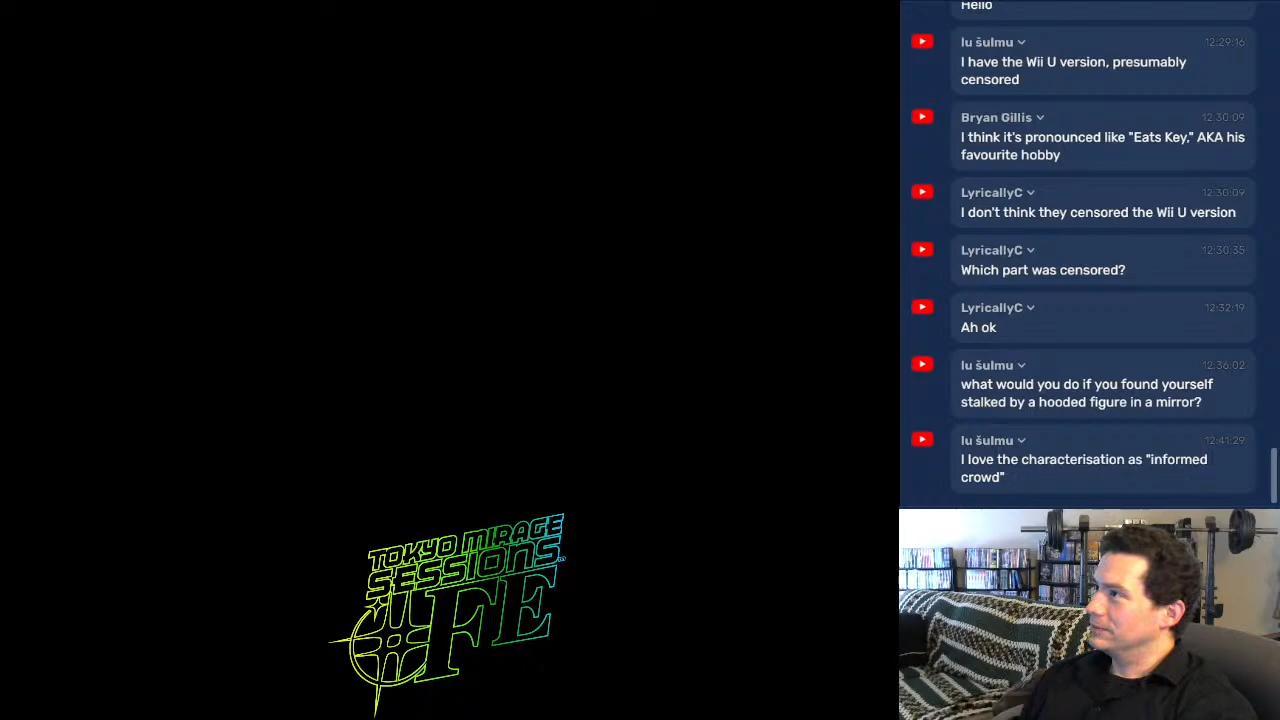 TOKYO MIRAGE
SESSIONS
#FE
Hello
lu šulmu
12:29:16
I have the Wii U version, presumably
censored
Bryan Gillis
12:30:09
I think it's pronounced like "Eats Key," AKA his
favourite hobby
LyricallyC
12:30:09
I don't think they censored the Wii U version
LyricallyC
12:30:35
Which part was censored?
LyricallyC
12:32:19
Ah ok
lu šulmu
12:36:02
what would you do if you found yourself
stalked by a hooded figure in a mirror?
lu šulmu
12:41:29
I love the characterisation as "informed
crowd"